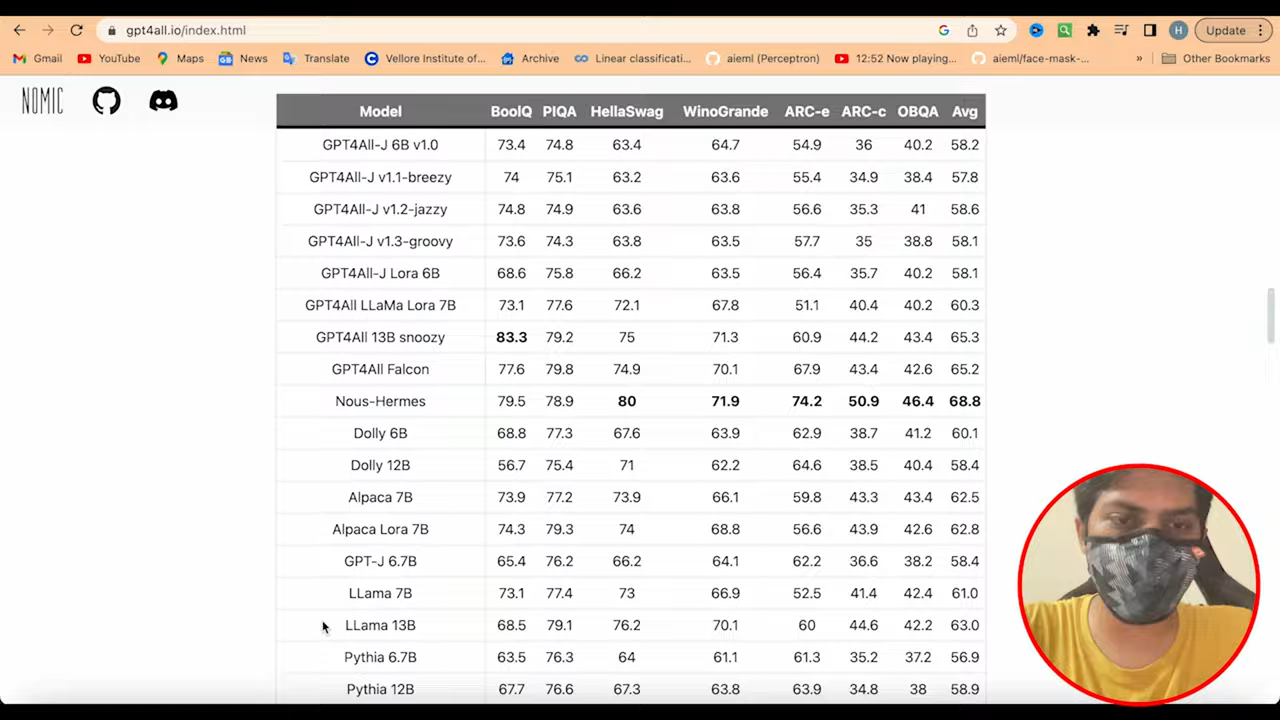 gpt4all.io/index.html
Update
Gmail YouTube Maps News Translate Vellore Institute of... Archive Linear classificati... aieml (Perceptron) 12:52 Now playing... aieml/face-mask-... » Other Bookmarks
NOMIC
Model BoolQ PIQA HellaSwag WinoGrande ARC-e ARC-c OBQA Avg
GPT4All-J 6B v1.0 73.4 74.8 63.4 64.7 54.9 36 40.2 58.2
GPT4All-J v1.1-breezy 74 75.1 63.2 63.6 55.4 34.9 38.4 57.8
GPT4All-J v1.2-jazzy 74.8 74.9 63.6 63.8 56.6 35.3 41 58.6
GPT4All-J v1.3-groovy 73.6 74.3 63.8 63.5 57.7 35 38.8 58.1
GPT4All-J Lora 6B 68.6 75.8 66.2 63.5 56.4 35.7 40.2 58.1
GPT4All LLaMa Lora 7B 73.1 77.6 72.1 67.8 51.1 40.4 40.2 60.3
GPT4All 13B snoozy 83.3 79.2 75 71.3 60.9 44.2 43.4 65.3
GPT4All Falcon 77.6 79.8 74.9 70.1 67.9 43.4 42.6 65.2
Nous-Hermes 79.5 78.9 80 71.9 74.2 50.9 46.4 68.8
Dolly 6B 68.8 77.3 67.6 63.9 62.9 38.7 41.2 60.1
Dolly 12B 56.7 75.4 71 62.2 64.6 38.5 40.4 58.4
Alpaca 7B 73.9 77.2 73.9 66.1 59.8 43.3 43.4 62.5
Alpaca Lora 7B 74.3 79.3 74 68.8 56.6 43.9 42.6 62.8
GPT-J 6.7B 65.4 76.2 66.2 64.1 62.2 36.6 38.2 58.4
LLama 7B 73.1 77.4 73 66.9 52.5 41.4 42.4 61.0
LLama 13B 68.5 79.1 76.2 70.1 60 44.6 42.2 63.0
Pythia 6.7B 63.5 76.3 64 61.1 61.3 35.2 37.2 56.9
Pythia 12B 67.7 76.6 67.3 63.8 63.9 34.8 38 58.9